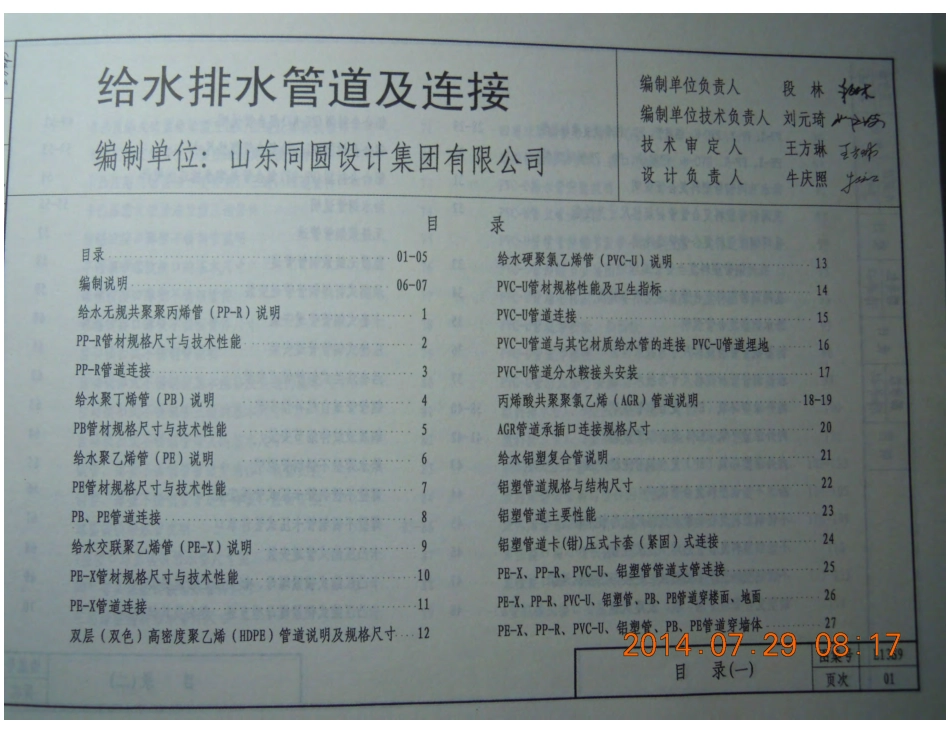 给水排水管道及连接
编制单位：山东同圆设计集团有限公司
编制单位负责人 段 林
编制单位技术负责人 刘元琦
技术审定人 王方琳
设计负责人 牛庆照
目 录
目录 01-05
编制说明 06-07
给水无规共聚聚丙烯管（PP-R）说明 1
PP-R管材规格尺寸与技术性能 2
PP-R管道连接 3
给水聚丁烯管（PB）说明 4
PB管材规格尺寸与技术性能 5
给水聚乙烯管（PE）说明 6
PE管材规格尺寸与技术性能 7
PB、PE管道连接 8
给水交联聚乙烯管（PE-X）说明 9
PE-X管材规格尺寸与技术性能 10
PE-X管道连接 11
双层（双色）高密度聚乙烯（HDPE）管道说明及规格尺寸 12
给水硬聚氯乙烯管（PVC-U）说明 13
PVC-U管材规格性能及卫生指标 14
PVC-U管道连接 15
PVC-U管道与其它材质给水管的连接 PVC-U管道埋地 16
PVC-U管道分水鞍接头安装 17
丙烯酸共聚聚氯乙烯（AGR）管道说明 18-19
AGR管道承插口连接规格尺寸 20
给水铝塑复合管说明 21
铝塑管道规格与结构尺寸 22
铝塑管道主要性能 23
铝塑管道卡(钳)压式卡套（紧固）式连接 24
PE-X、PP-R、PVC-U、铝塑管管道支管连接 25
PE-X、PP-R、PVC-U、铝塑管、PB、PE管道穿楼面、地面 26
PE-X、PP-R、PVC-U、铝塑管、PB、PE管道穿墙体 27
2014.07.29 08:17
目 录(一)
图集号
页次 01